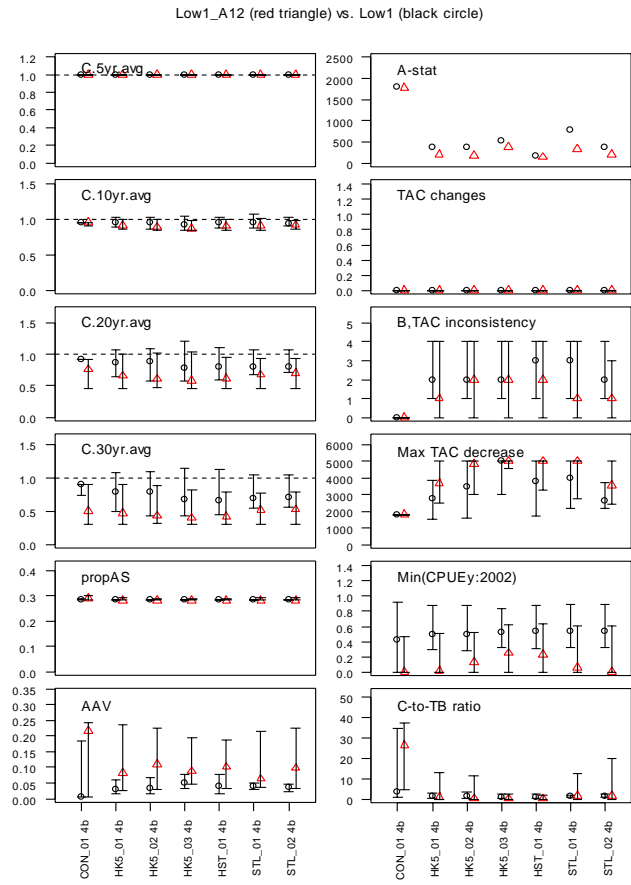 Low1_A12 (red triangle) vs. Low1 (black circle)
C.5yr.avg
1.2
1.0
0.8
0.6
0.4
0.2
0.0
A-stat
2500
2000
1500
1000
500
0
C.10yr.avg
1.5
1.0
0.5
0.0
TAC changes
1.4
1.2
1.0
0.8
0.6
0.4
0.2
0.0
C.20yr.avg
1.5
1.0
0.5
0.0
B,TAC inconsistency
5
4
3
2
1
0
C.30yr.avg
1.5
1.0
0.5
0.0
Max TAC decrease
6000
5000
4000
3000
2000
1000
0
propAS
0.4
0.3
0.2
0.1
0.0
Min(CPUEy:2002)
1.4
1.2
1.0
0.8
0.6
0.4
0.2
0.0
AAV
0.35
0.30
0.25
0.20
0.15
0.10
0.05
0.00
C-to-TB ratio
50
40
30
20
10
0
CON_01 4b
HK5_01 4b
HK5_02 4b
HK5_03 4b
HST_01 4b
STL_01 4b
STL_02 4b
CON_01 4b
HK5_01 4b
HK5_02 4b
HK5_03 4b
HST_01 4b
STL_01 4b
STL_02 4b